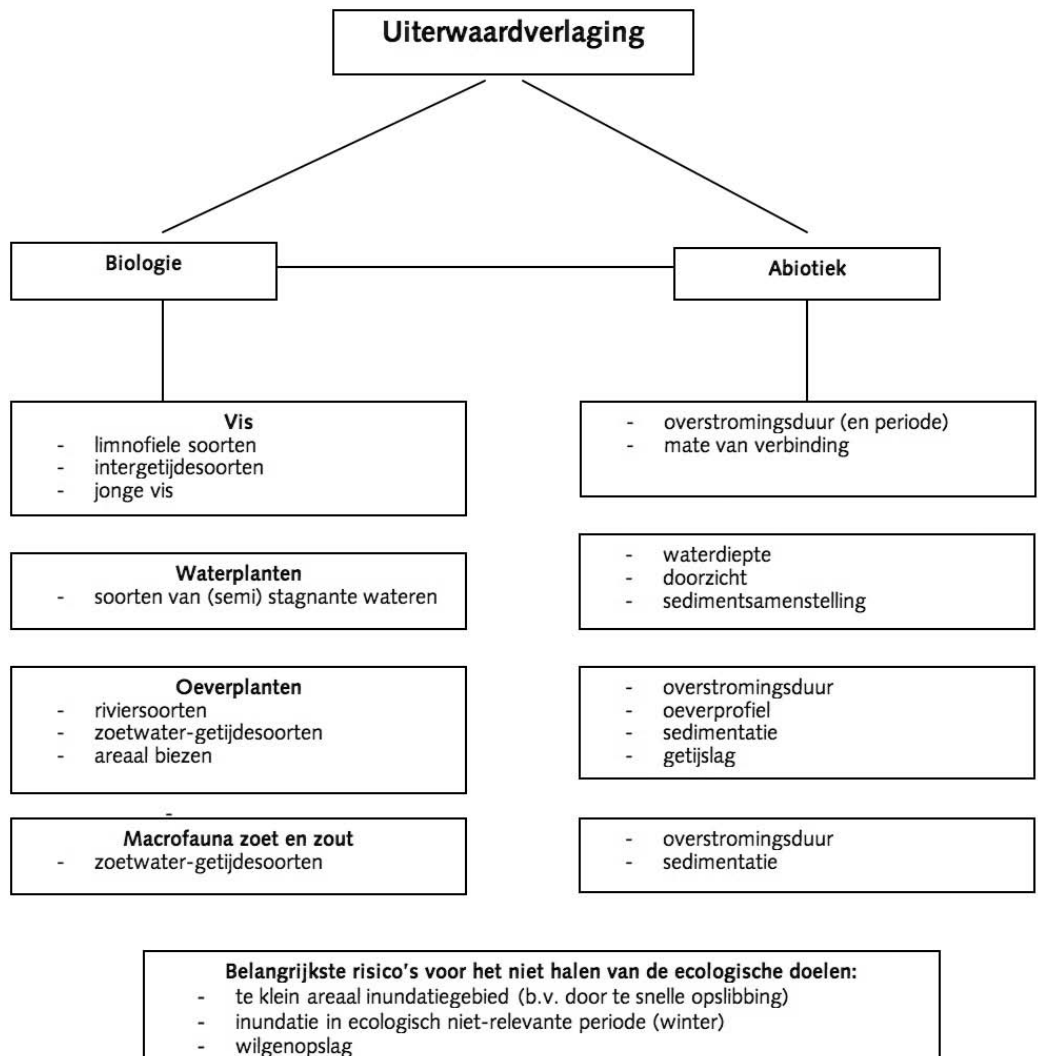 Uiterwaardverlaging
Biologie
Abiotiek
Vis
- limnofiele soorten
- intergetijdesoorten
- jonge vis
- overstromingsduur (en periode)
- mate van verbinding
Waterplanten
- soorten van (semi) stagnante wateren
- waterdiepte
- doorzicht
- sedimentsamenstelling
Oeverplanten
- riviersoorten
- zoetwater-getijdesoorten
- areaal biezen
- overstromingsduur
- oeverprofiel
- sedimentatie
- getijslag
-
Macrofauna zoet en zout
- zoetwater-getijdesoorten
- overstromingsduur
- sedimentatie
Belangrijkste risico's voor het niet halen van de ecologische doelen:
- te klein areaal inundatiegebied (b.v. door te snelle opslibbing)
- inundatie in ecologisch niet-relevante periode (winter)
- wilgenopslag